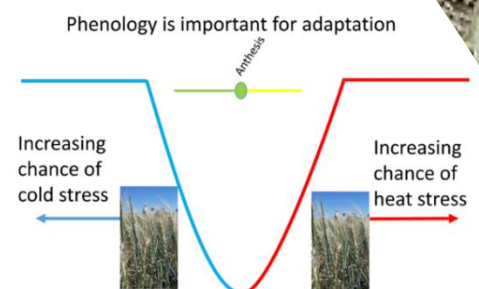 Phenology is important for adaptation
Anthesis
Increasing
chance of
cold stress
Increasing
chance of
heat stress